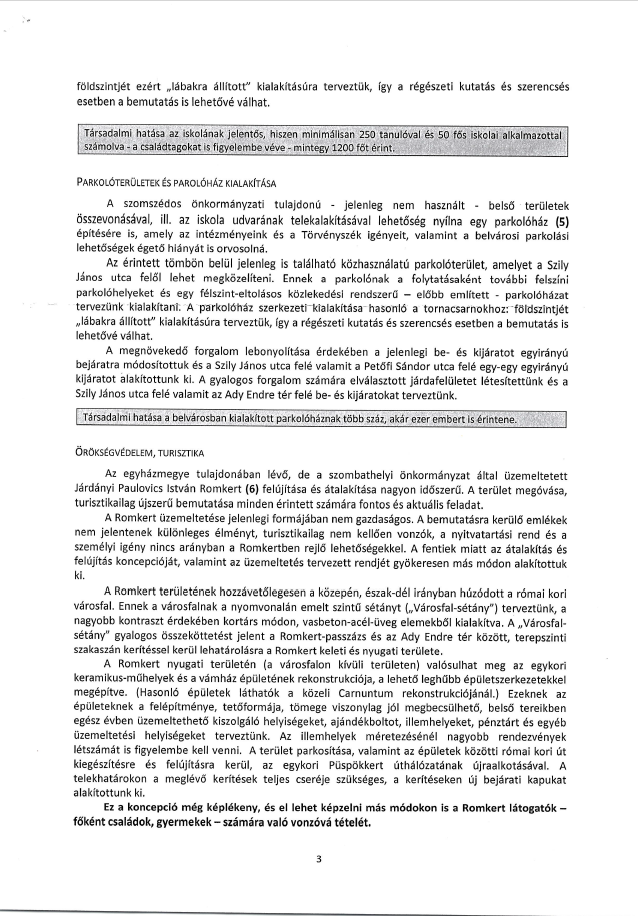 földszintjét ezért „lábakra állított" kialakításúra terveztük, így a régészeti kutatás és szerencsés
esetben a bemutatás is lehetővé válhat.
Társadalmi hatása az iskolának jelentős, hiszen minimálisan 250 tanulóval és 50 fős iskolai alkalmazottal
számolva - a családtagokat is figyelembe véve - mintegy 1200 főt érint.
PARKOLÓTERÜLETEK ÉS PAROLÓHÁZ KIALAKÍTÁSA
A szomszédos önkormányzati tulajdonú - jelenleg nem használt - belső területek
összevonásával, ill. az iskola udvarának telekalakításával lehetőség nyílna egy parkolóház (5)
építésére is, amely az intézményeink és a Törvényszék igényeit, valamint a belvárosi parkolási
lehetőségek égető hiányát is orvosolná.
Az érintett tömbön belül jelenleg is található közhasználatú parkolóterület, amelyet a Szily
János utca felől lehet megközelíteni. Ennek a parkolónak a folytatásaként további felszíni
parkolóhelyeket és egy félszint-eltolásos közlekedési rendszerű – előbb említett - parkolóházat
tervezünk kialakítani. A parkolóház szerkezeti kialakítása hasonló a tornacsarnokhoz: földszintjét
„lábakra állított" kialakításúra terveztük, így a régészeti kutatás és szerencsés esetben a bemutatás is
lehetővé válhat.
A megnövekedő forgalom lebonyolítása érdekében a jelenlegi be- és kijáratot egyirányú
bejáratra módosítottuk és a Szily János utca felé valamit a Petőfi Sándor utca felé egy-egy egyirányú
kijáratot alakítottunk ki. A gyalogos forgalom számára elválasztott járdafelületet létesítettünk és a
Szily János utca felé valamit az Ady Endre tér felé be- és kijáratokat terveztünk.
Társadalmi hatása a belvárosban kialakított parkolóháznak több száz, akár ezer embert is érintene.
ÖRÖKSÉGVÉDELEM, TURISZTIKA
Az egyházmegye tulajdonában lévő, de a szombathelyi önkormányzat által üzemeltetett
Járdányi Paulovics István Romkert (6) felújítása és átalakítása nagyon időszerű. A terület megóvása,
turisztikailag újszerű bemutatása minden érintett számára fontos és aktuális feladat.
A Romkert üzemeltetése jelenlegi formájában nem gazdaságos. A bemutatásra kerülő emlékek
nem jelentenek különleges élményt, turisztikailag nem kellően vonzók, a nyitvatartási rend és a
személyi igény nincs arányban a Romkertben rejlő lehetőségekkel. A fentiek miatt az átalakítás és
felújítás koncepcióját, valamint az üzemeltetés tervezett rendjét gyökeresen más módon alakítottuk
ki.
A Romkert területének hozzávetőlegesen a közepén, észak-dél irányban húzódott a római kori
városfal. Ennek a városfalnak a nyomvonalán emelt szintű sétányt („Városfal-sétány") terveztünk, a
nagyobb kontraszt érdekében kortárs módon, vasbeton-acél-üveg elemekből kialakítva. A „Városfal-
sétány" gyalogos összeköttetést jelent a Romkert-passzázs és az Ady Endre tér között, terepszinti
szakaszán kerítéssel kerül lehatárolásra a Romkert keleti és nyugati területe.
A Romkert nyugati területén (a városfalon kívüli területen) valósulhat meg az egykori
keramikus-műhelyek és a vámház épületének rekonstrukciója, a lehető leghűbb épületszerkezetekkel
megépítve. (Hasonló épületek láthatók a közeli Carnuntum rekonstrukciójánál.) Ezeknek az
épületeknek a felépítménye, tetőformája, tömege viszonylag jól megbecsülhető, belső tereikben
egész évben üzemeltethető kiszolgáló helyiségeket, ajándékboltot, illemhelyeket, pénztárt és egyéb
üzemeltetési helyiségeket terveztünk. Az illemhelyek méretezésénél nagyobb rendezvények
létszámát is figyelembe kell venni. A terület parkosítása, valamint az épületek közötti római kori út
kiegészítésre és felújításra kerül, az egykori Püspökkert úthálózatának újraalkotásával. A
telekhatárokon a meglévő kerítések teljes cseréje szükséges, a kerítéseken új bejárati kapukat
alakítottunk ki.
Ez a koncepció még képlékeny, és el lehet képzelni más módokon is a Romkert látogatók –
főként családok, gyermekek – számára való vonzóvá tételét.
3